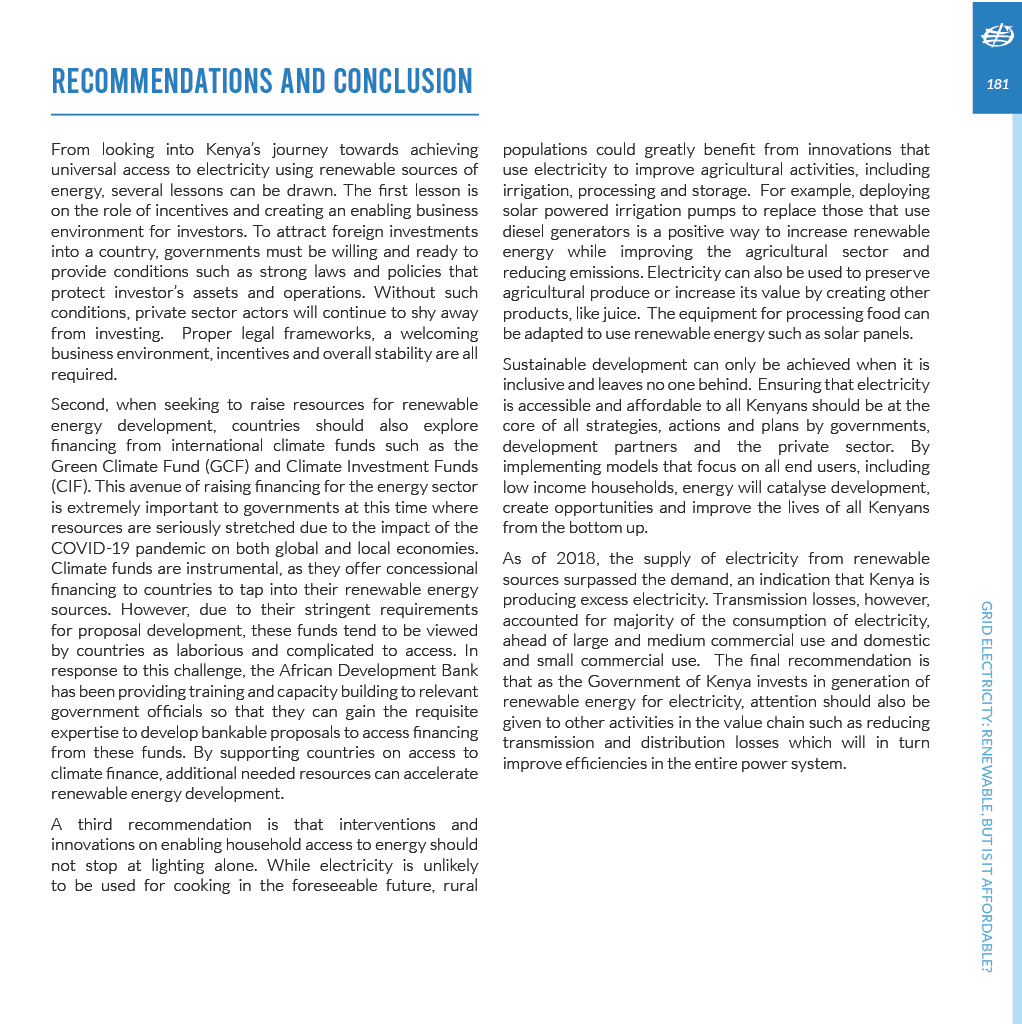 181
RECOMMENDATIONS AND CONCLUSION
From looking into Kenya's journey towards achieving
universal access to electricity using renewable sources of
energy, several lessons can be drawn. The first lesson is
on the role of incentives and creating an enabling business
environment for investors. To attract foreign investments
into a country, governments must be willing and ready to
provide conditions such as strong laws and policies that
protect investor's assets and operations. Without such
conditions, private sector actors will continue to shy away
from investing. Proper legal frameworks, a welcoming
business environment, incentives and overall stability are all
required.
Second, when seeking to raise resources for renewable
energy development, countries should also explore
financing from international climate funds such as the
Green Climate Fund (GCF) and Climate Investment Funds
(CIF). This avenue of raising financing for the energy sector
is extremely important to governments at this time where
resources are seriously stretched due to the impact of the
COVID-19 pandemic on both global and local economies.
Climate funds are instrumental, as they offer concessional
financing to countries to tap into their renewable energy
sources. However, due to their stringent requirements
for proposal development, these funds tend to be viewed
by countries as laborious and complicated to access. In
response to this challenge, the African Development Bank
has been providing training and capacity building to relevant
government officials so that they can gain the requisite
expertise to develop bankable proposals to access financing
from these funds. By supporting countries on access to
climate finance, additional needed resources can accelerate
renewable energy development.
A third recommendation is that interventions and
innovations on enabling household access to energy should
not stop at lighting alone. While electricity is unlikely
to be used for cooking in the foreseeable future, rural
populations could greatly benefit from innovations that
use electricity to improve agricultural activities, including
irrigation, processing and storage. For example, deploying
solar powered irrigation pumps to replace those that use
diesel generators is a positive way to increase renewable
energy while improving the agricultural sector and
reducing emissions. Electricity can also be used to preserve
agricultural produce or increase its value by creating other
products, like juice. The equipment for processing food can
be adapted to use renewable energy such as solar panels.
Sustainable development can only be achieved when it is
inclusive and leaves no one behind. Ensuring that electricity
is accessible and affordable to all Kenyans should be at the
core of all strategies, actions and plans by governments,
development partners and the private sector. By
implementing models that focus on all end users, including
low income households, energy will catalyse development,
create opportunities and improve the lives of all Kenyans
from the bottom up.
As of 2018, the supply of electricity from renewable
sources surpassed the demand, an indication that Kenya is
producing excess electricity. Transmission losses, however,
accounted for majority of the consumption of electricity,
ahead of large and medium commercial use and domestic
and small commercial use. The final recommendation is
that as the Government of Kenya invests in generation of
renewable energy for electricity, attention should also be
given to other activities in the value chain such as reducing
transmission and distribution losses which will in turn
improve efficiencies in the entire power system.
GRID ELECTRICITY: RENEWABLE, BUT IS IT AFFORDABLE?